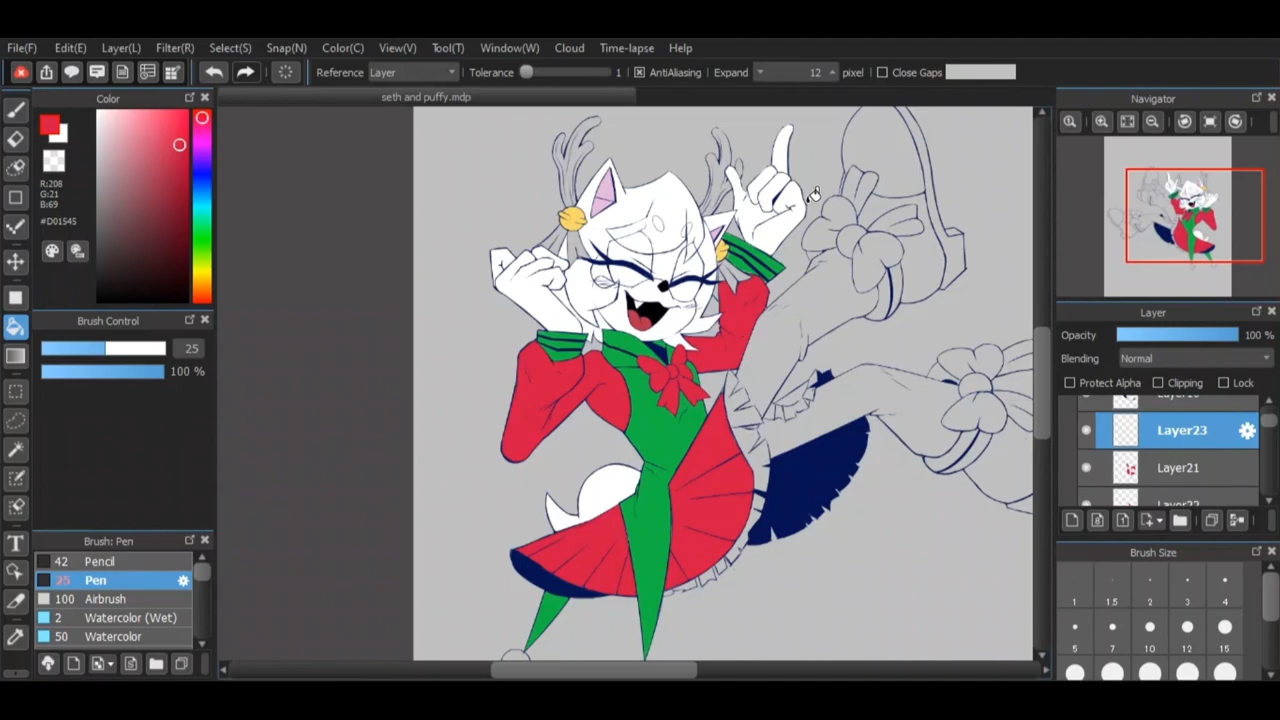 File(F) Edit(E) Layer(L) Filter(R) Select(S) Snap(N) Color(C) View(V) Tool(T) Window(W) Cloud Time-lapse Help
Reference Layer Tolerance 1 AntiAliasing Expand 12 pixel Close Gaps
Color
seth and puffy.mdp
Navigator
R:208
G:21
B:69
#D01545
Brush Control
25
100 %
Layer
Opacity 100 %
Blending Normal
Protect Alpha Clipping Lock
Layer23
Layer21
Layer22
Brush: Pen
42 Pencil
25 Pen
100 Airbrush
2 Watercolor (Wet)
50 Watercolor
Brush Size
1 1.5 2 3 4
5 7 10 12 15